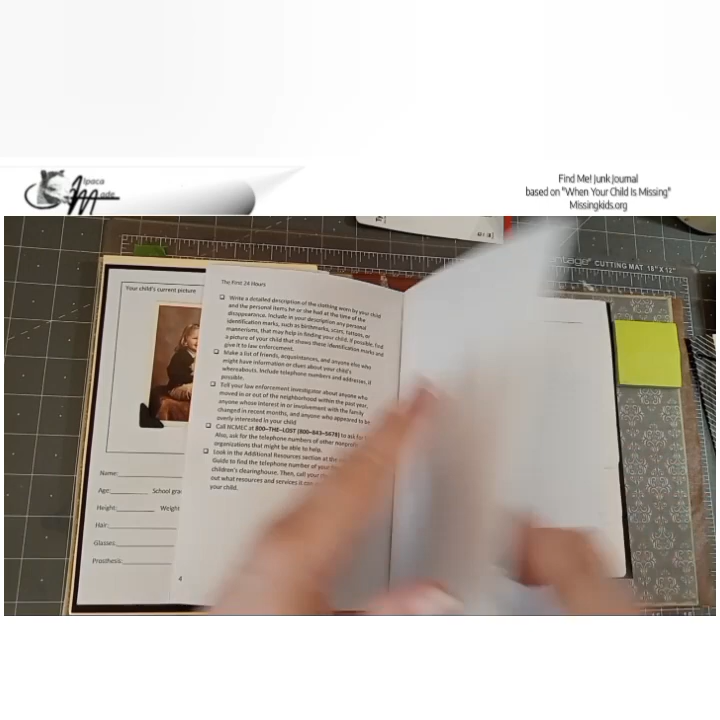 Alpaca
Made
Find Me! Junk Journal
based on "When Your Child Is Missing"
Missingkids.org
CUTTING MAT 18" X 12"
Your child's current picture
Name:
Age: School gra
Height: Weight
Hair:
Glasses:
Prosthesis:
The First 24 Hours
Write a detailed description of the clothing worn by your child
and the personal items he or she had at the time of the
disappearance. Include in your description any personal
identification marks, such as birthmarks, scars, tattoos, or
mannerisms, that may help in finding your child. If possible, find
a picture of your child that shows these identification marks and
give it to law enforcement.
Make a list of friends, acquaintances, and anyone else who
might have information or clues about your child's
whereabouts. Include telephone numbers and addresses, if
possible.
Tell your law enforcement investigator about anyone who
moved in or out of the neighborhood within the past year,
anyone whose interest in or involvement with the family
changed in recent months, and anyone who appeared to be
overly interested in your child
Call NCMEC at 800–THE–LOST (800–843–5678) to ask for
Also, ask for the telephone numbers of other nonprofit
organizations that might be able to help.
Look in the Additional Resources section at the
Guide to find the telephone number of your
children's clearinghouse. Then, call your
out what resources and services it can
your child.
4